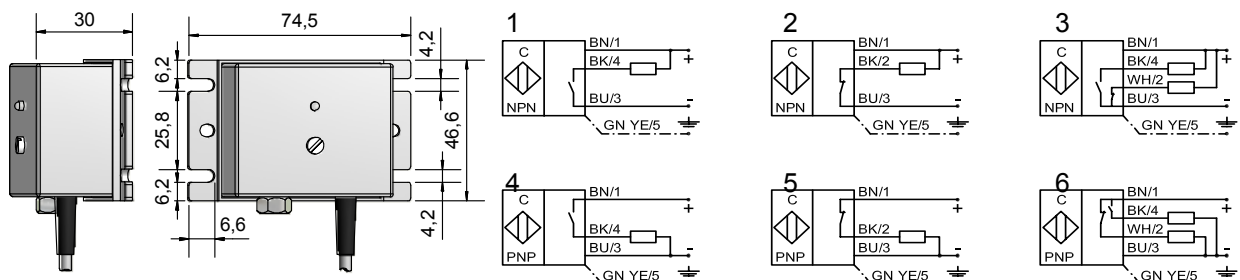 30
74,5
4,2
6,2
25,8
46,6
6,2
6,6
4,2
1
C
NPN
BN/1
BK/4
BU/3
GN YE/5
+
-
2
C
NPN
BN/1
BK/2
BU/3
GN YE/5
+
-
3
C
NPN
BN/1
BK/4
WH/2
BU/3
GN YE/5
+
-
4
C
PNP
BN/1
BK/4
BU/3
GN YE/5
+
-
5
C
PNP
BN/1
BK/2
BU/3
GN YE/5
+
-
6
C
PNP
BN/1
BK/4
WH/2
BU/3
GN YE/5
+
-